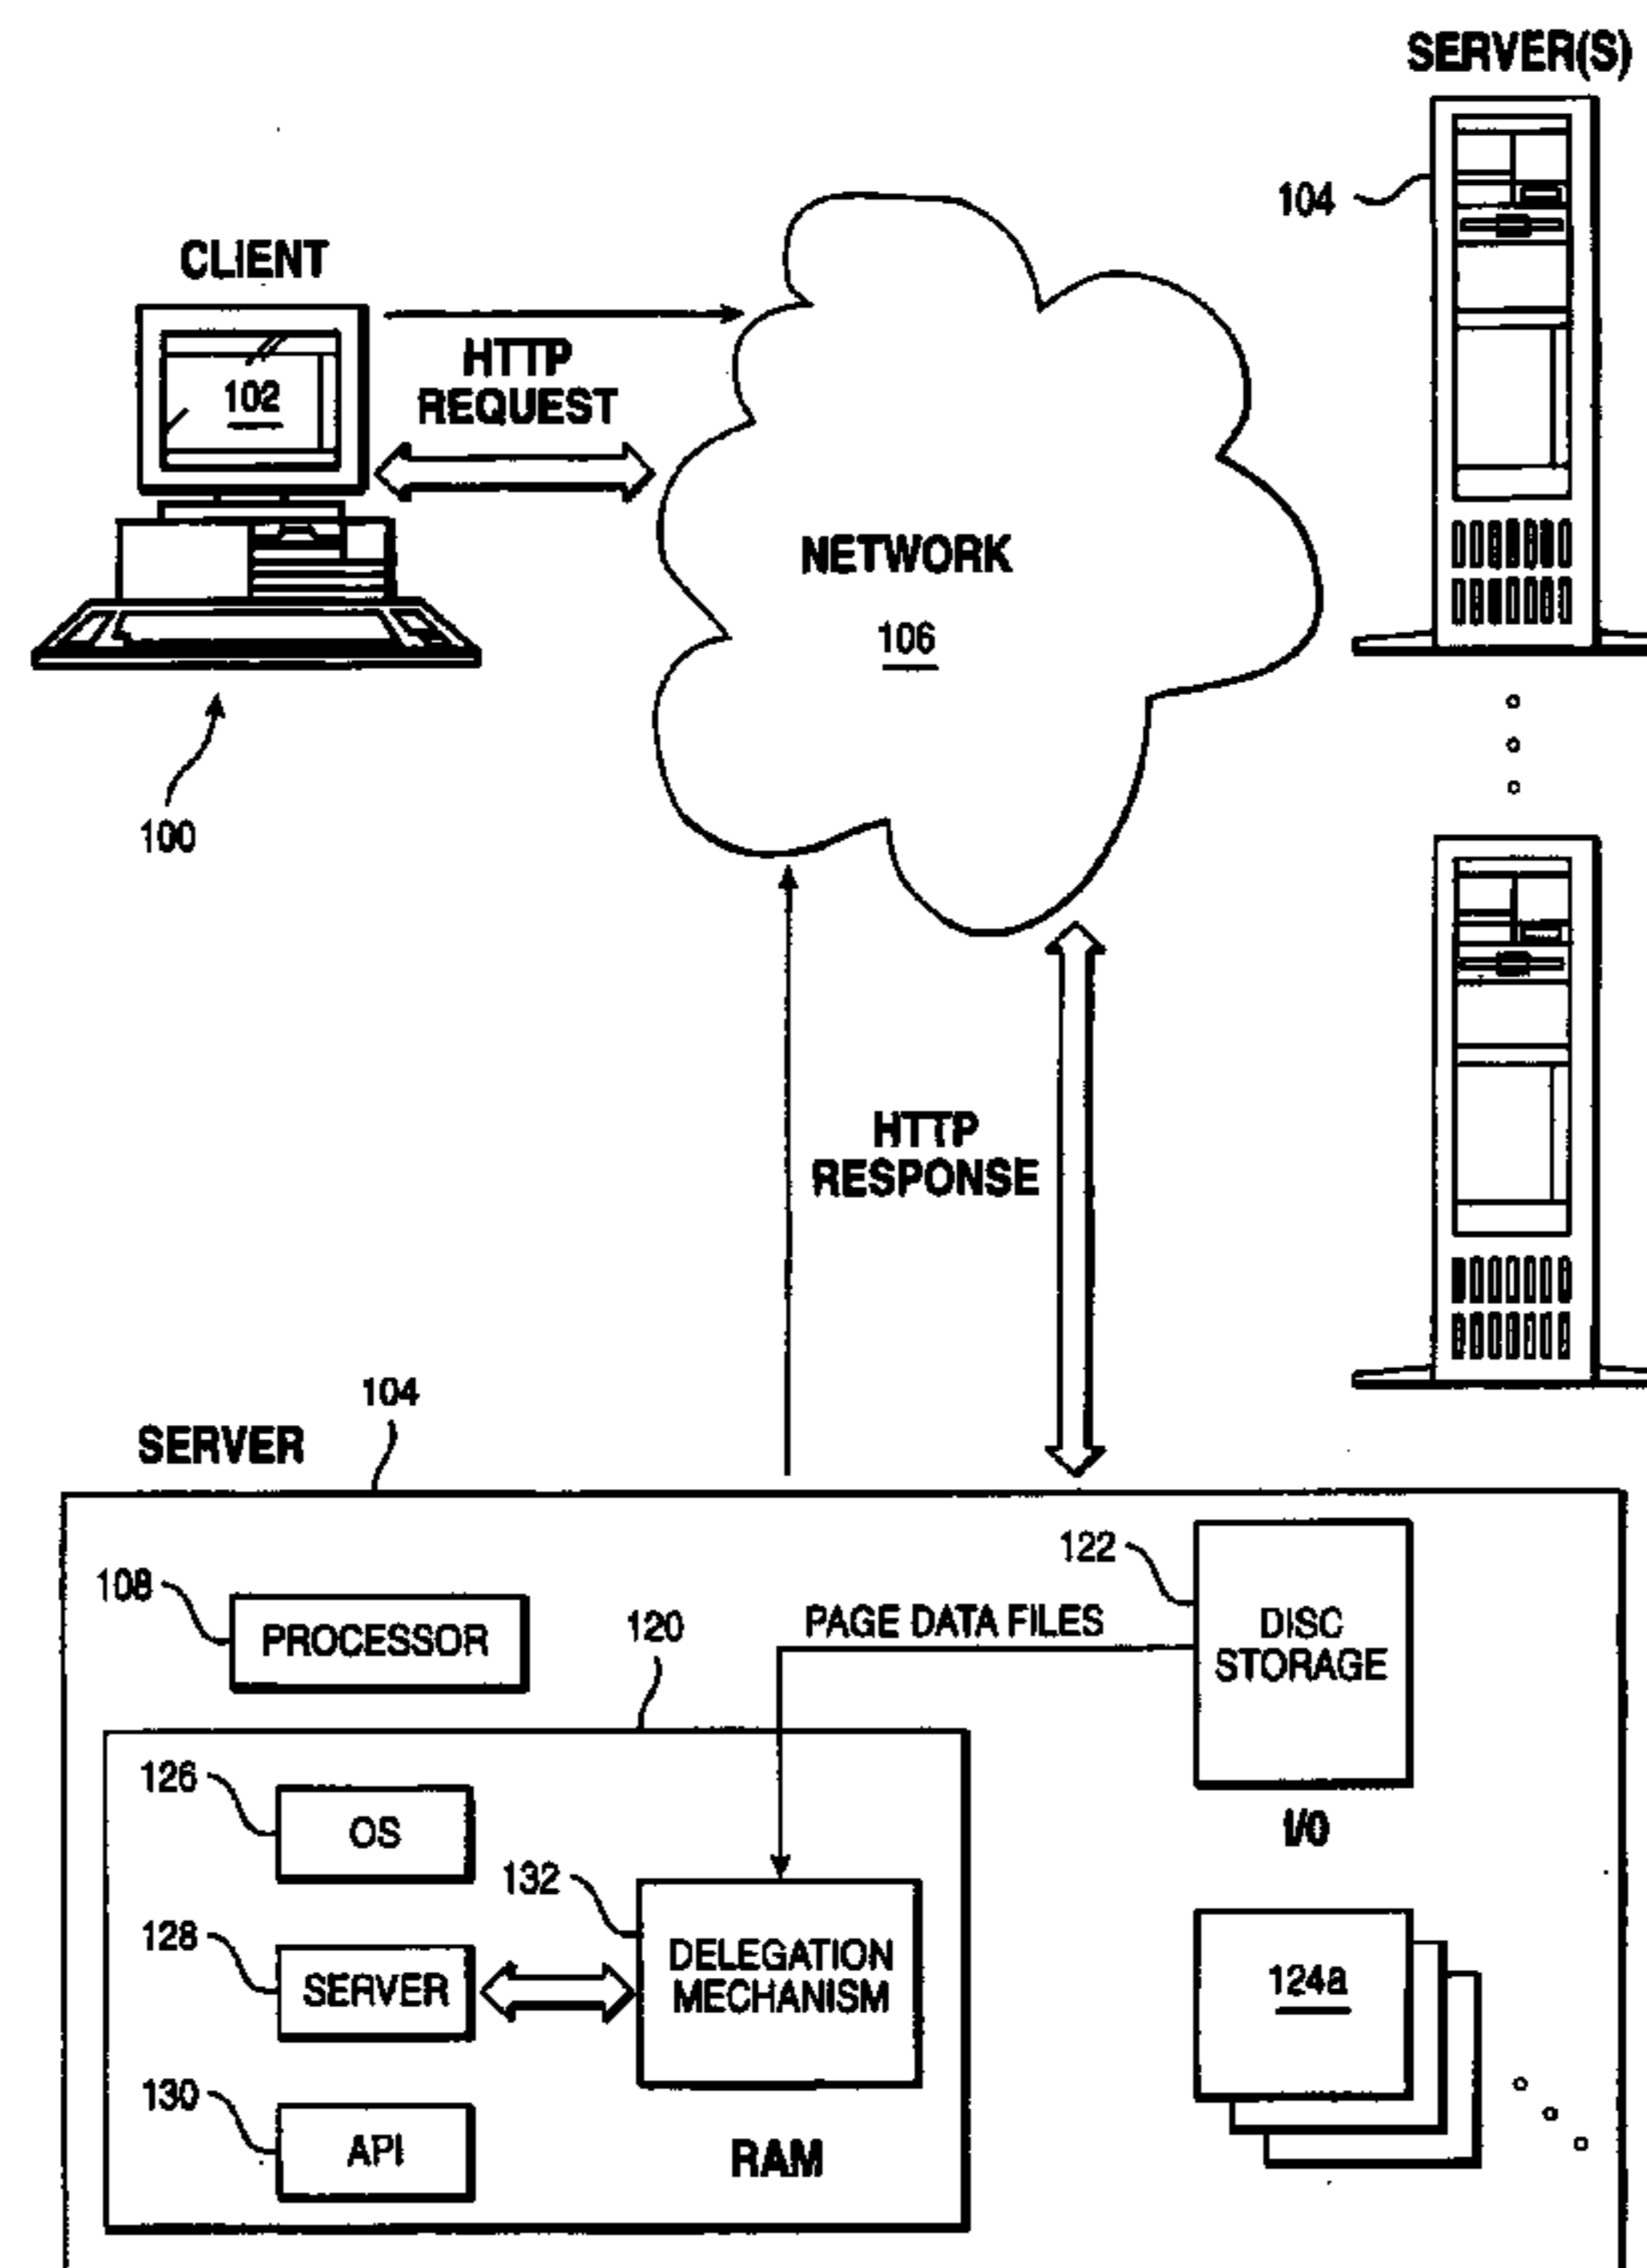 SERVER(S)
104
CLIENT
HTTP
REQUEST
102
NETWORK
106
100
HTTP
RESPONSE
104
SERVER
122
108
PROCESSOR
120
PAGE DATA FILES
DISC
STORAGE
126
OS
I/O
132
128
SERVER
DELEGATION
MECHANISM
124a
130
API
RAM